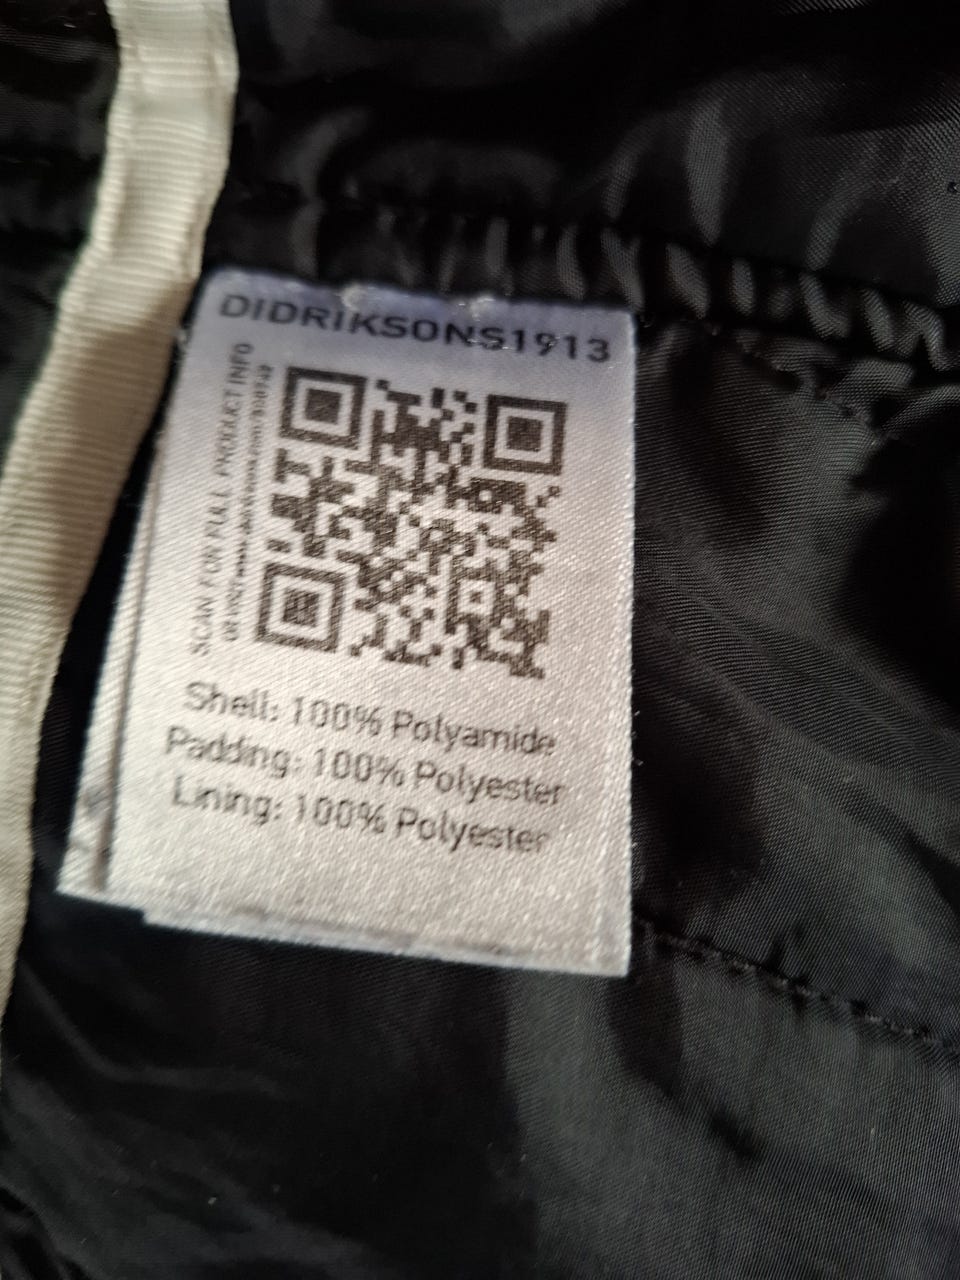 DIDRIKSONS1913
SCAN FOR FULL PRODUCT INFO
Shell: 100% Polyamide
Padding: 100% Polyester
Lining: 100% Polyester